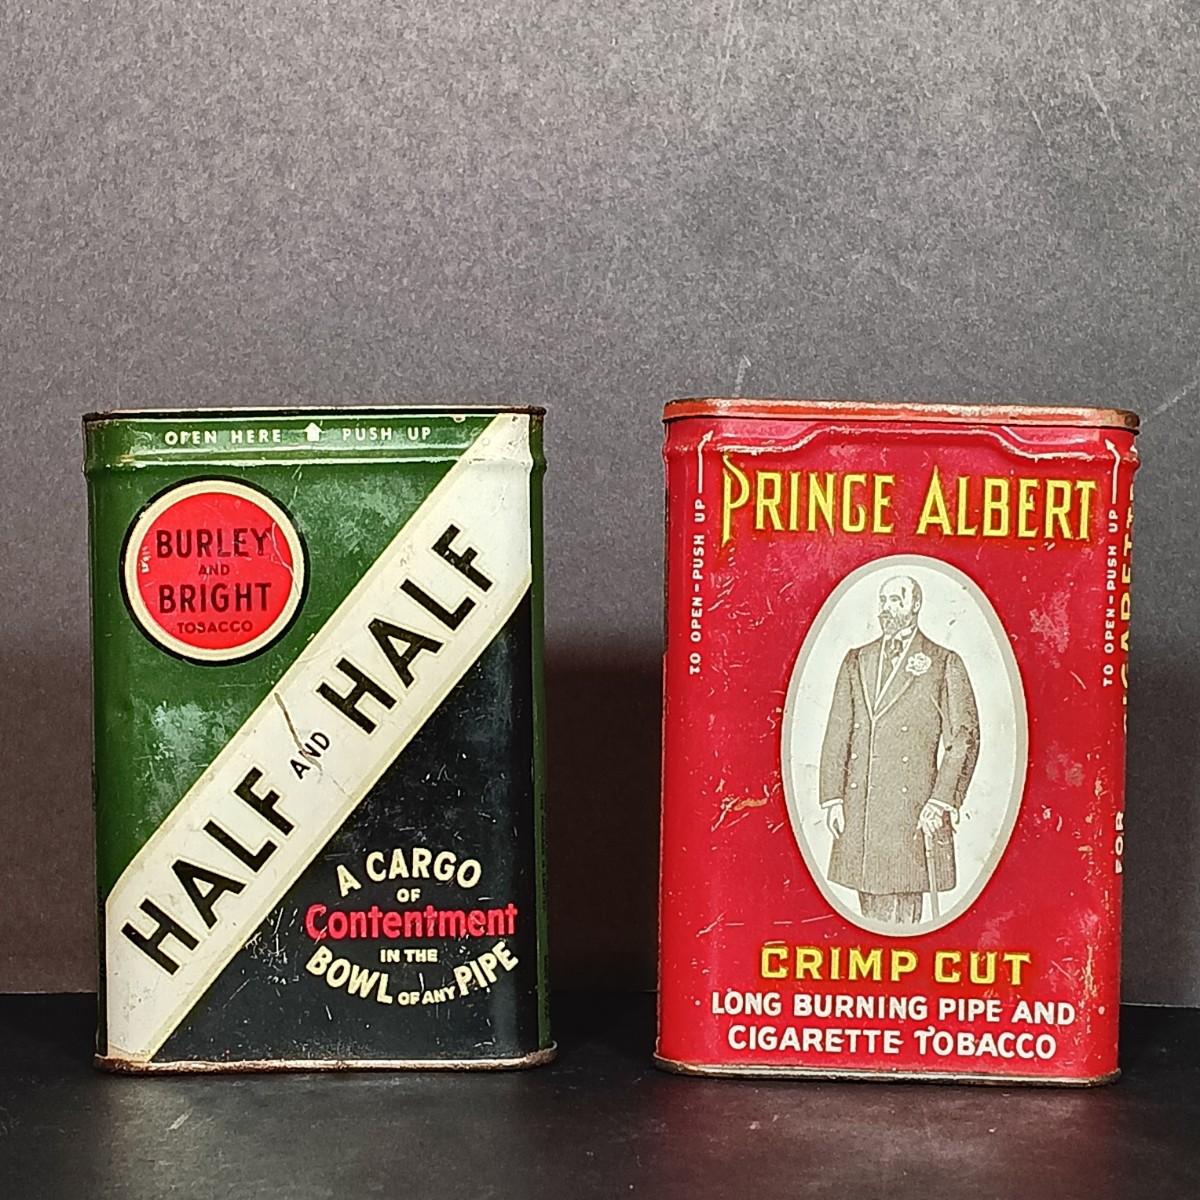 OPEN HERE PUSH UP
BURLEY
AND
BRIGHT
TOBACCO
HALF AND HALF
A CARGO
OF
Contentment
IN THE
BOWL OF ANY PIPE
TO OPEN-PUSH UP
PRINCE ALBERT
TO OPEN-PUSH UP
CRIMP CUT
LONG BURNING PIPE AND
CIGARETTE TOBACCO
FOR